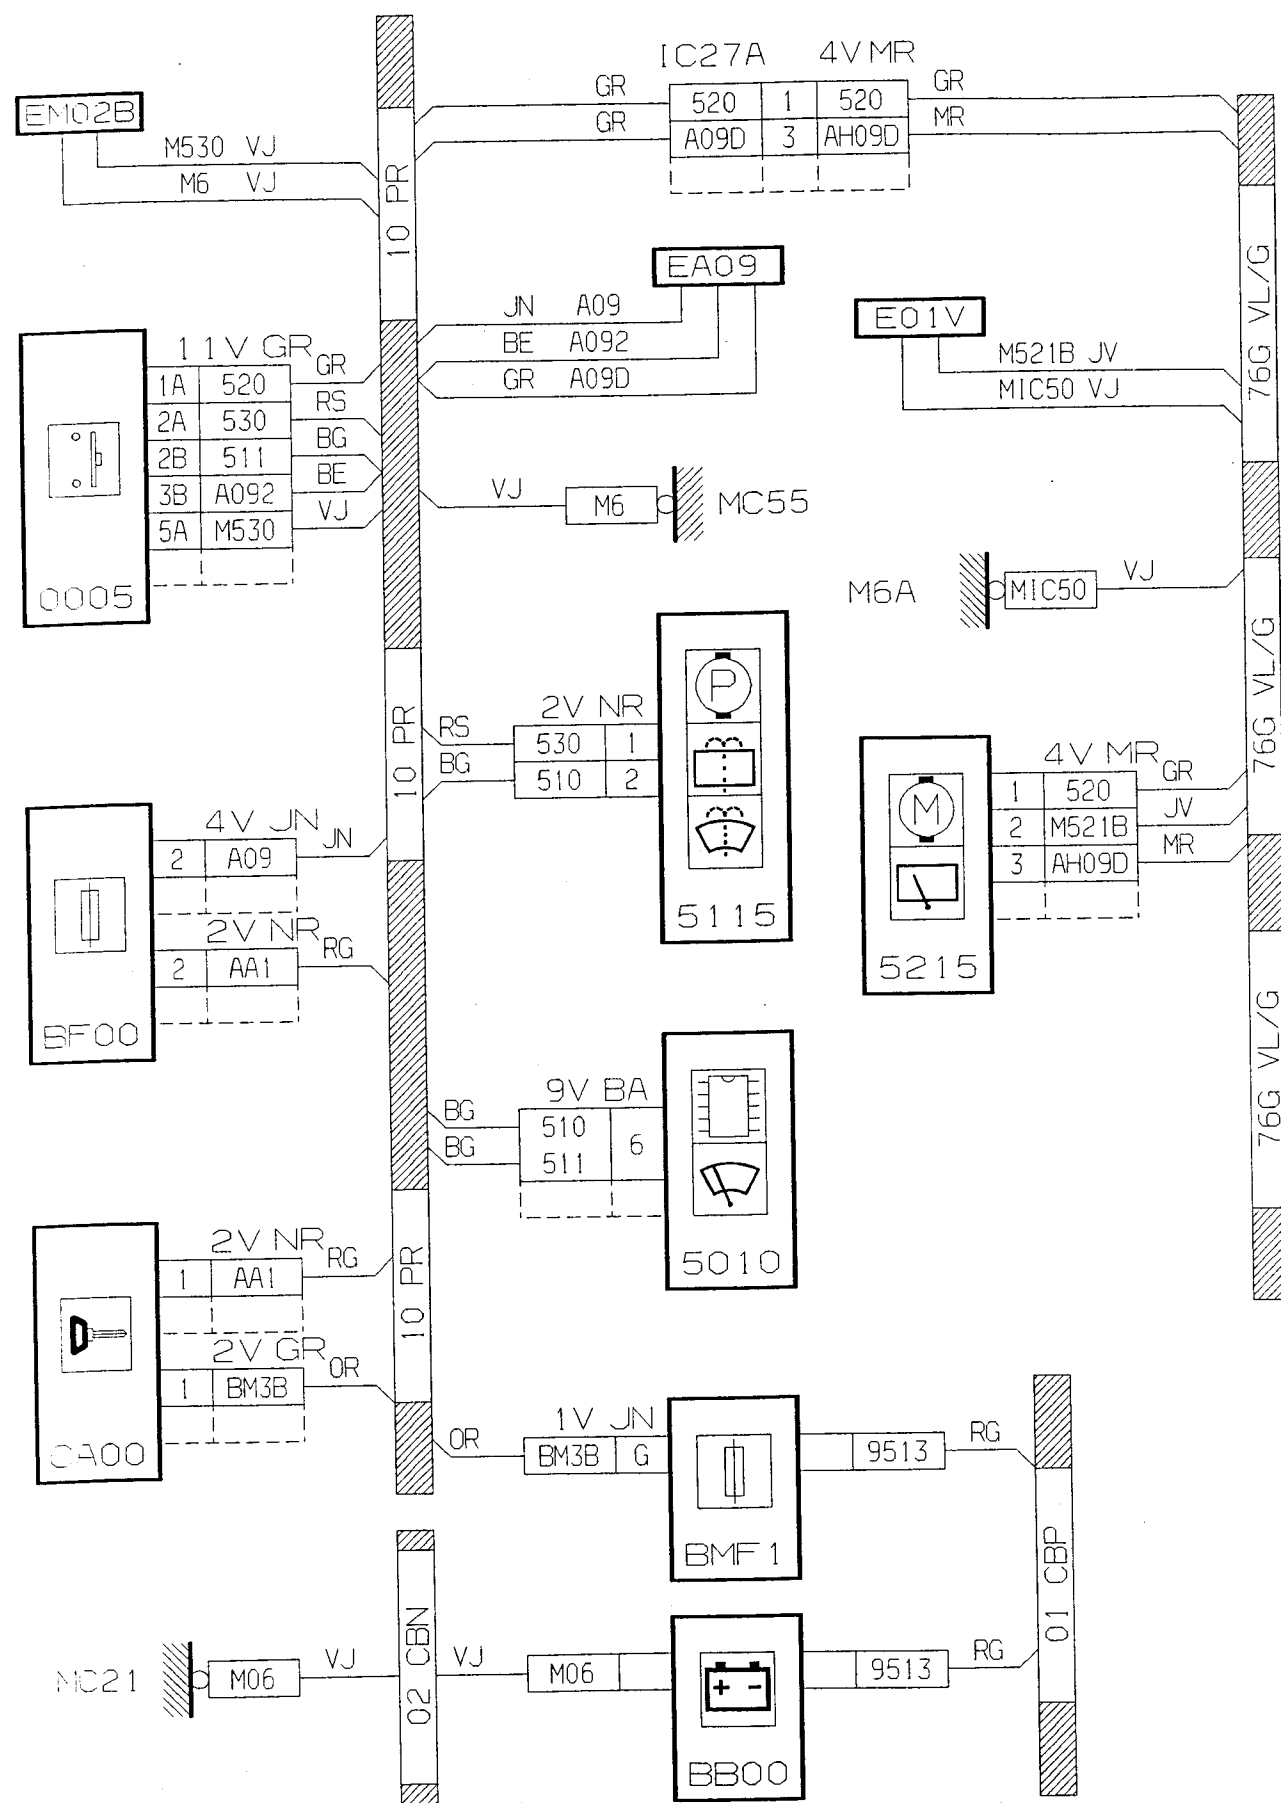 IC27A 4V MR
GR 520 1 520 GR
GR A09D 3 AH09D MR
EM02B
M530 VJ
M6 VJ
10 PR
EA09
JN A09
BE A092
GR A09D
E01V
M521B JV
MIC50 VJ
76G VL/G
11V GR
1A 520 GR
2A 530 RS
2B 511 BG
3B A092 BE
5A M530 VJ
0005
VJ M6 MC55
M6A MIC50 VJ
76G VL/G
10 PR
P
2V NR
RS 530 1
BG 510 2
5115
M
4V MR
1 520 GR
2 M521B JV
3 AH09D MR
5215
4V JN
2 A09 JN
2V NR
2 AA1 RG
BF00
76G VL/G
9V BA
BG 510
6
BG 511
5010
2V NR
1 AA1 RG
2V GR
1 BM3B OR
CA00
10 PR
1V JN
OR BM3B G
9513 RG
BMF1
01 CBP
02 CBN
MC21 M06 VJ
VJ M06
+ -
9513 RG
BB00